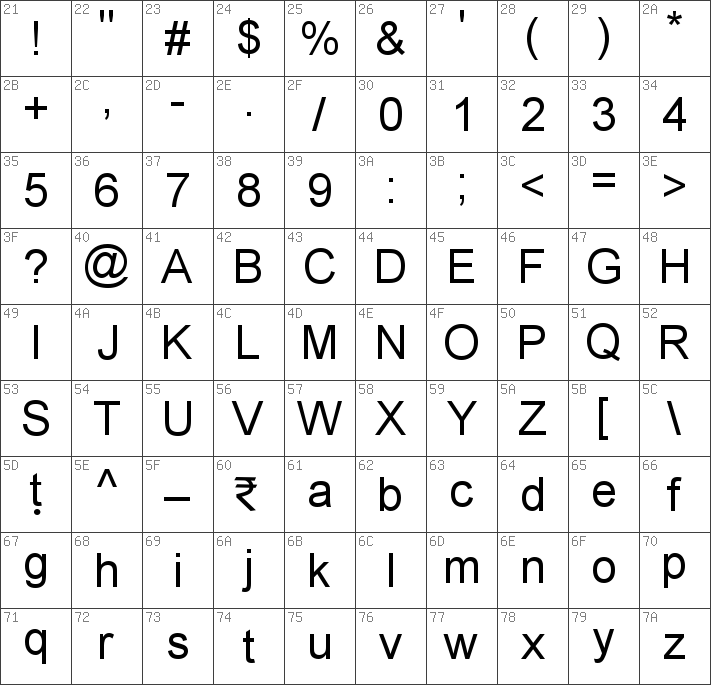 21 22 23 24 25 26 27 28 29 2A
! " # $ % & ' ( ) *
2B 2C 2D 2E 2F 30 31 32 33 34
+ , - . / 0 1 2 3 4
35 36 37 38 39 3A 3B 3C 3D 3E
5 6 7 8 9 : ; < = >
3F 40 41 42 43 44 45 46 47 48
? @ A B C D E F G H
49 4A 4B 4C 4D 4E 4F 50 51 52
I J K L M N O P Q R
53 54 55 56 57 58 59 5A 5B 5C
S T U V W X Y Z [ \
5D 5E 5F 60 61 62 63 64 65 66
ṭ ^ _ ₹ a b c d e f
67 68 69 6A 6B 6C 6D 6E 6F 70
g h i j k l m n o p
71 72 73 74 75 76 77 78 79 7A
q r s t u v w x y z